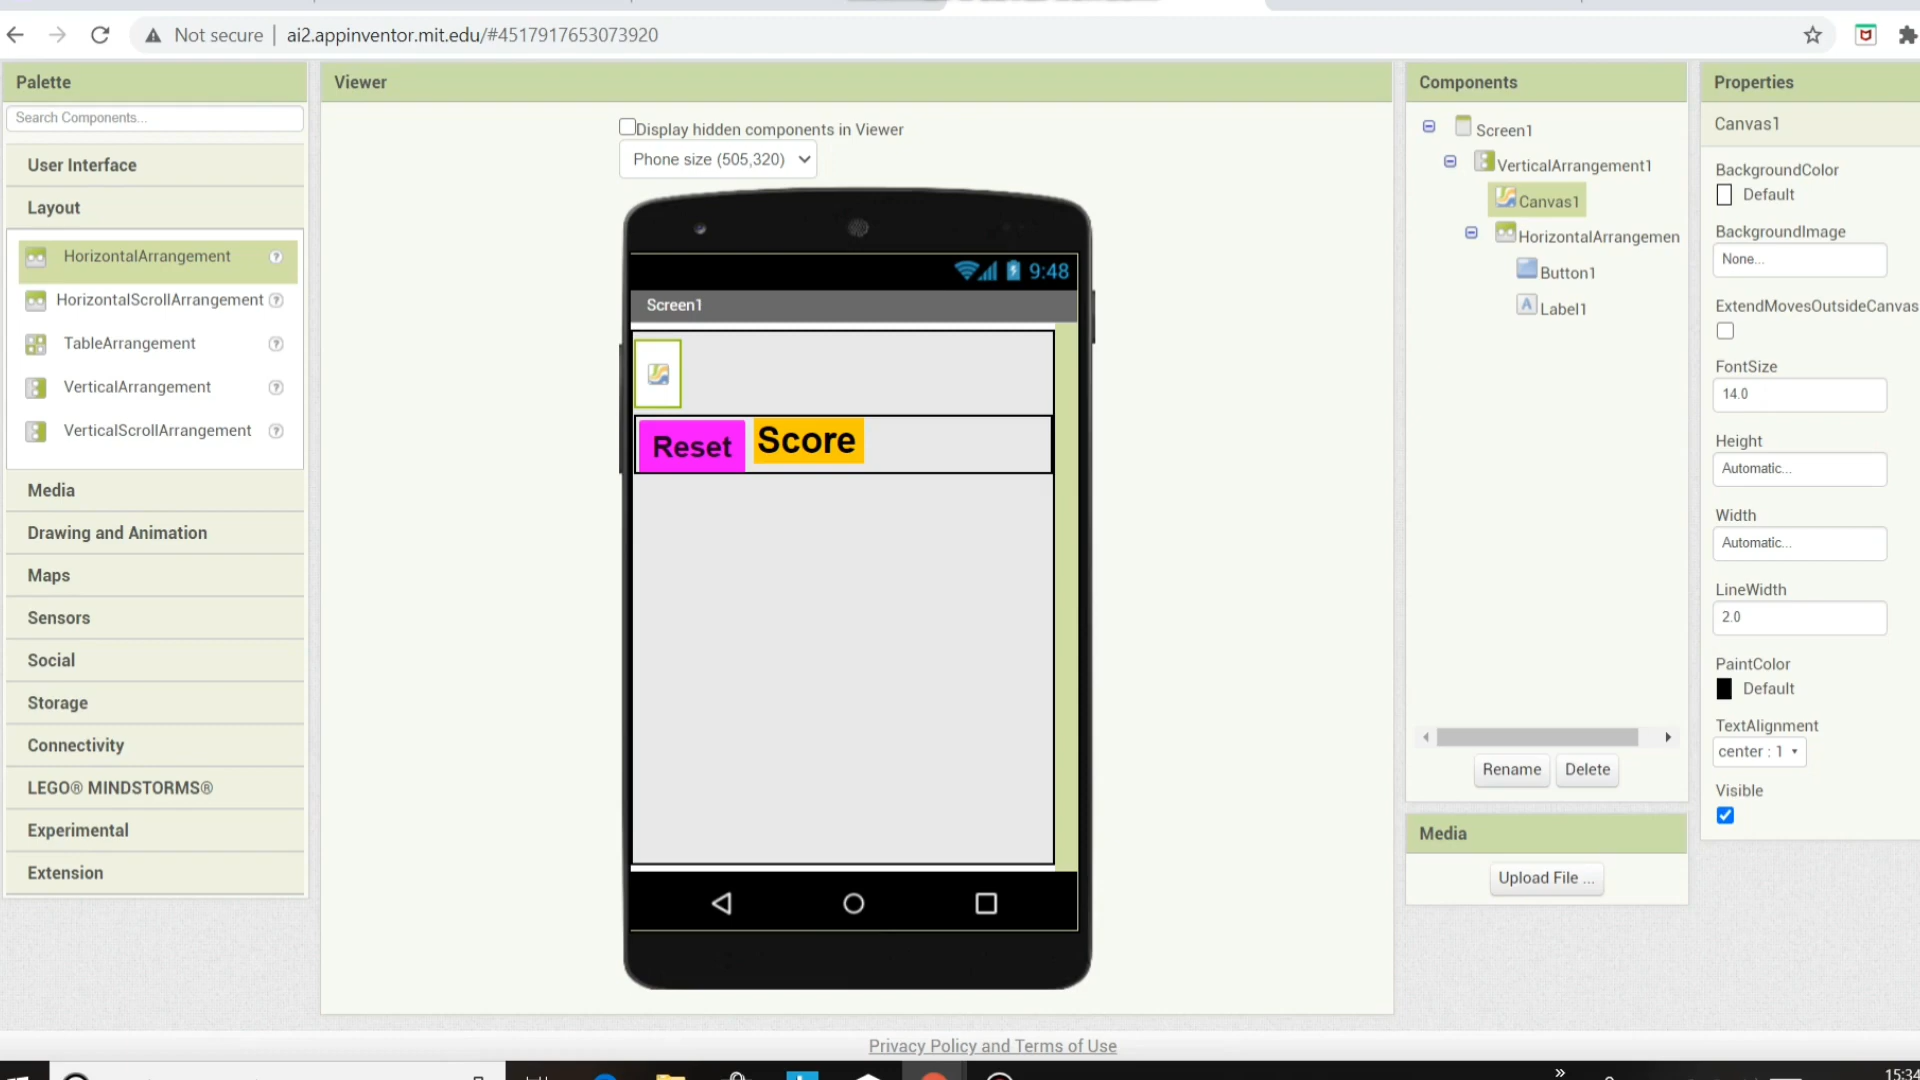 Not secure
ai2.appinventor.mit.edu/#4517917653073920
Palette
Search Components...
User Interface
Layout
HorizontalArrangement
?
HorizontalScrollArrangement
?
TableArrangement
?
VerticalArrangement
?
VerticalScrollArrangement
?
Media
Drawing and Animation
Maps
Sensors
Social
Storage
Connectivity
LEGO® MINDSTORMS®
Experimental
Extension
Viewer
Display hidden components in Viewer
Phone size (505,320)
9:48
Screen1
Reset
Score
Components
Screen1
VerticalArrangement1
Canvas1
HorizontalArrangemen
Button1
A Label1
Rename
Delete
Media
Upload File ...
Properties
Canvas1
BackgroundColor
Default
BackgroundImage
None...
ExtendMovesOutsideCanvas
FontSize
14.0
Height
Automatic...
Width
Automatic...
LineWidth
2.0
PaintColor
Default
TextAlignment
center : 1
Visible
Privacy Policy and Terms of Use
15:34